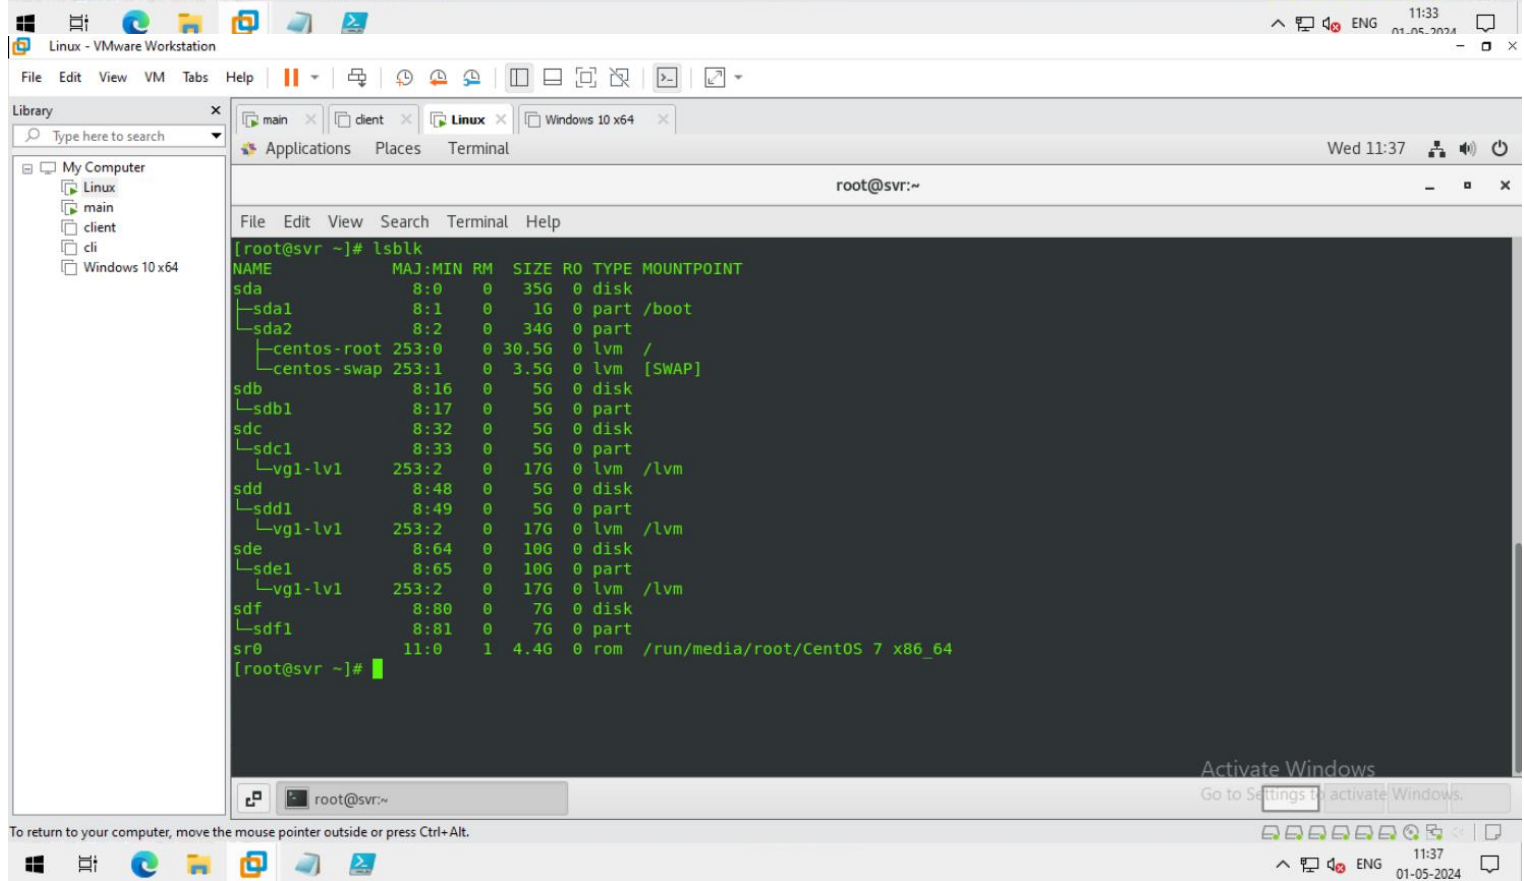 11:33
ENG
01-05-2024
Linux - VMware Workstation
File Edit View VM Tabs Help
Library
Type here to search
My Computer
Linux
main
client
cli
Windows 10 x64
main client Linux Windows 10 x64
Applications Places Terminal Wed 11:37
root@svr:~
File Edit View Search Terminal Help
[root@svr ~]# lsblk
NAME MAJ:MIN RM SIZE RO TYPE MOUNTPOINT
sda 8:0 0 35G 0 disk
├─sda1 8:1 0 1G 0 part /boot
└─sda2 8:2 0 34G 0 part
  ├─centos-root 253:0 0 30.5G 0 lvm /
  └─centos-swap 253:1 0 3.5G 0 lvm [SWAP]
sdb 8:16 0 5G 0 disk
└─sdb1 8:17 0 5G 0 part
sdc 8:32 0 5G 0 disk
└─sdc1 8:33 0 5G 0 part
  └─vg1-lv1 253:2 0 17G 0 lvm /lvm
sdd 8:48 0 5G 0 disk
└─sdd1 8:49 0 5G 0 part
  └─vg1-lv1 253:2 0 17G 0 lvm /lvm
sde 8:64 0 10G 0 disk
└─sde1 8:65 0 10G 0 part
  └─vg1-lv1 253:2 0 17G 0 lvm /lvm
sdf 8:80 0 7G 0 disk
└─sdf1 8:81 0 7G 0 part
sr0 11:0 1 4.4G 0 rom /run/media/root/CentOS 7 x86_64
[root@svr ~]#
Activate Windows
Go to Settings to activate Windows.
root@svr:~
To return to your computer, move the mouse pointer outside or press Ctrl+Alt.
11:37
ENG
01-05-2024